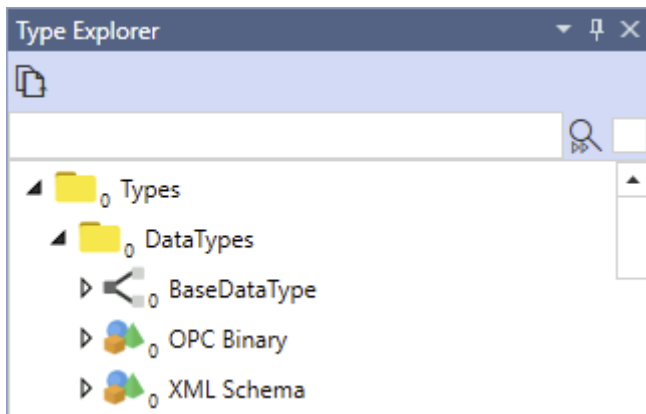 Type Explorer
0 Types
0 DataTypes
0 BaseDataType
0 OPC Binary
0 XML Schema